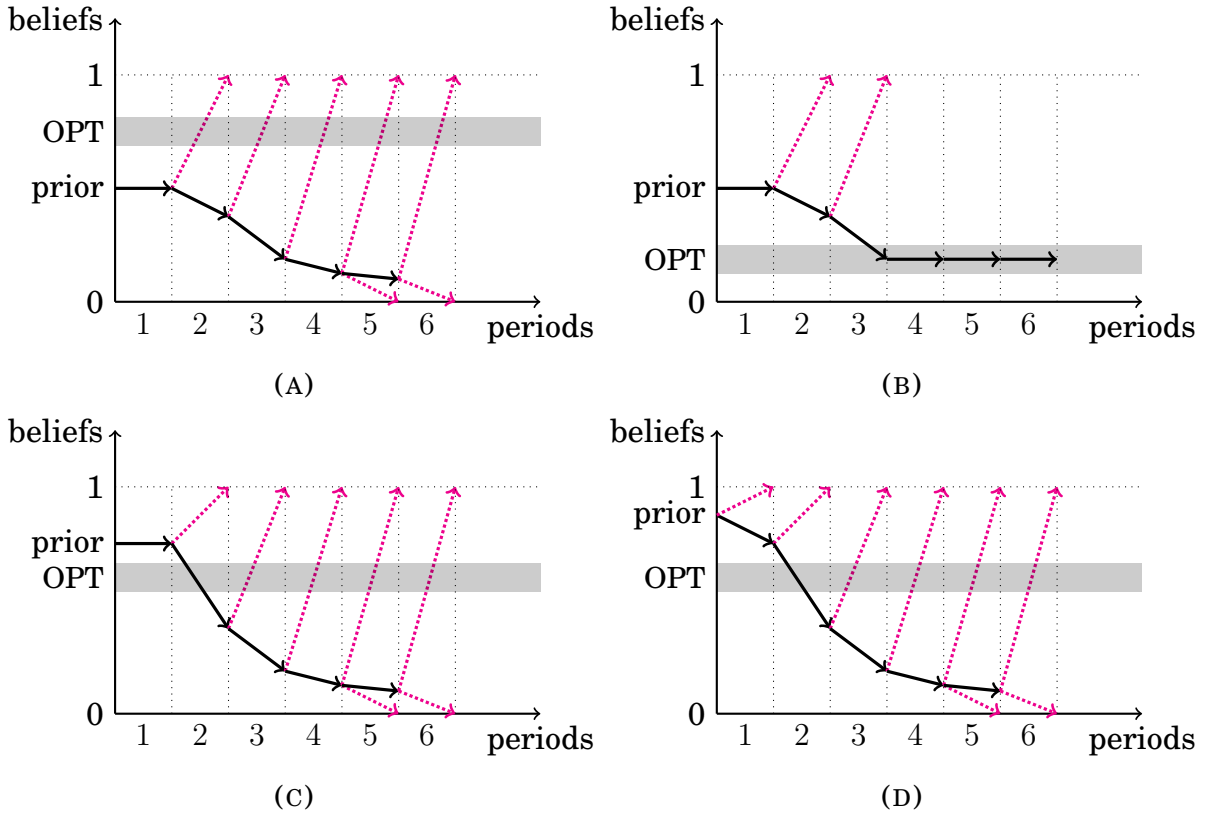 beliefs
1
OPT
prior
0
1 2 3 4 5 6
periods
(A)
beliefs
1
prior
OPT
0
1 2 3 4 5 6
periods
(B)
beliefs
1
prior
OPT
0
1 2 3 4 5 6
periods
(C)
beliefs
1
prior
OPT
0
1 2 3 4 5 6
periods
(D)